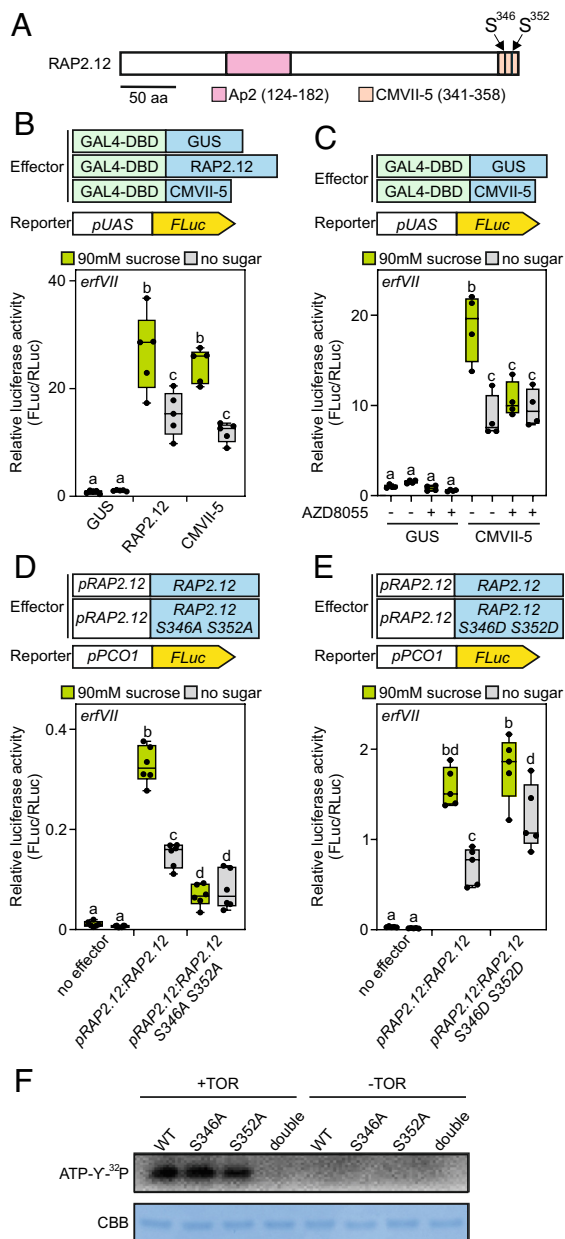 A
S³⁴⁶ S³⁵²
RAP2.12
50 aa
Ap2 (124-182)
CMVII-5 (341-358)
B
GAL4-DBD GUS
Effector GAL4-DBD RAP2.12
GAL4-DBD CMVII-5
Reporter pUAS FLuc
90mM sucrose no sugar
erfVII
Relative luciferase activity
(FLuc/RLuc)
40
20
0
a a b c b c
GUS
RAP2.12
CMVII-5
C
GAL4-DBD GUS
Effector
GAL4-DBD CMVII-5
Reporter pUAS FLuc
90mM sucrose no sugar
erfVII
Relative luciferase activity
(FLuc/RLuc)
20
10
0
a a a a b c c c
AZD8055 - - + + - - + +
GUS CMVII-5
D
pRAP2.12 RAP2.12
Effector
pRAP2.12 RAP2.12
S346A S352A
Reporter pPCO1 FLuc
90mM sucrose no sugar
erfVII
Relative luciferase activity
(FLuc/RLuc)
0.4
0.2
0
a a b c d d
no effector
pRAP2.12:RAP2.12
pRAP2.12:RAP2.12
S346A S352A
E
pRAP2.12 RAP2.12
Effector
pRAP2.12 RAP2.12
S346D S352D
Reporter pPCO1 FLuc
90mM sucrose no sugar
erfVII
Relative luciferase activity
(FLuc/RLuc)
2
1
0
a a bd c b d
no effector
pRAP2.12:RAP2.12
pRAP2.12:RAP2.12
S346D S352D
F
+TOR -TOR
WT S346A S352A double WT S346A S352A double
ATP-ϒ-³²P
CBB